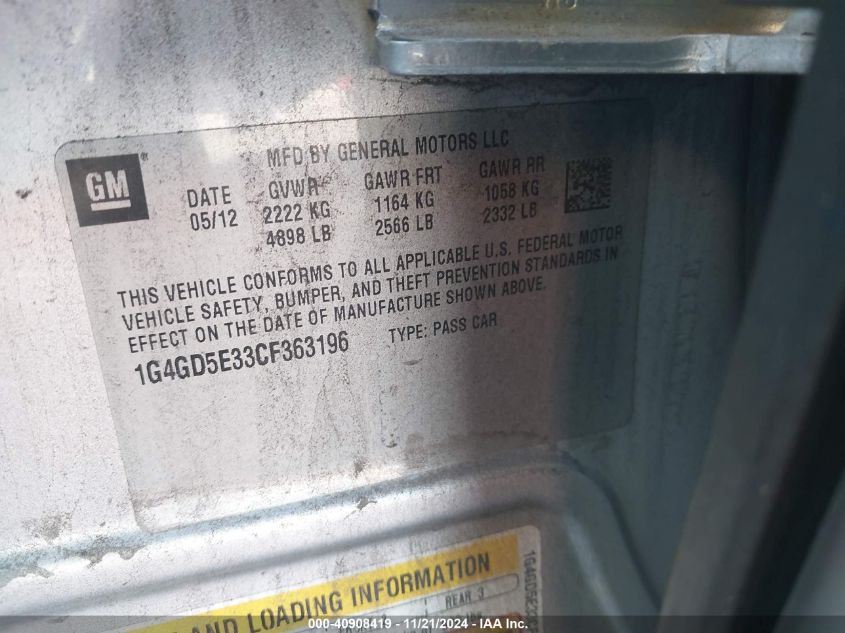 MFD BY GENERAL MOTORS LLC
GM
DATE GVWR GAWR FRT GAWR RR
05/12 2222 KG 1164 KG 1058 KG
4898 LB 2566 LB 2332 LB
THIS VEHICLE CONFORMS TO ALL APPLICABLE U.S. FEDERAL MOTOR
VEHICLE SAFETY, BUMPER, AND THEFT PREVENTION STANDARDS IN
EFFECT ON THE DATE OF MANUFACTURE SHOWN ABOVE.
1G4GD5E33CF363196 TYPE: PASS CAR
AND LOADING INFORMATION
REAR 3
000-40908419 - 11/21/2024 - IAA Inc.